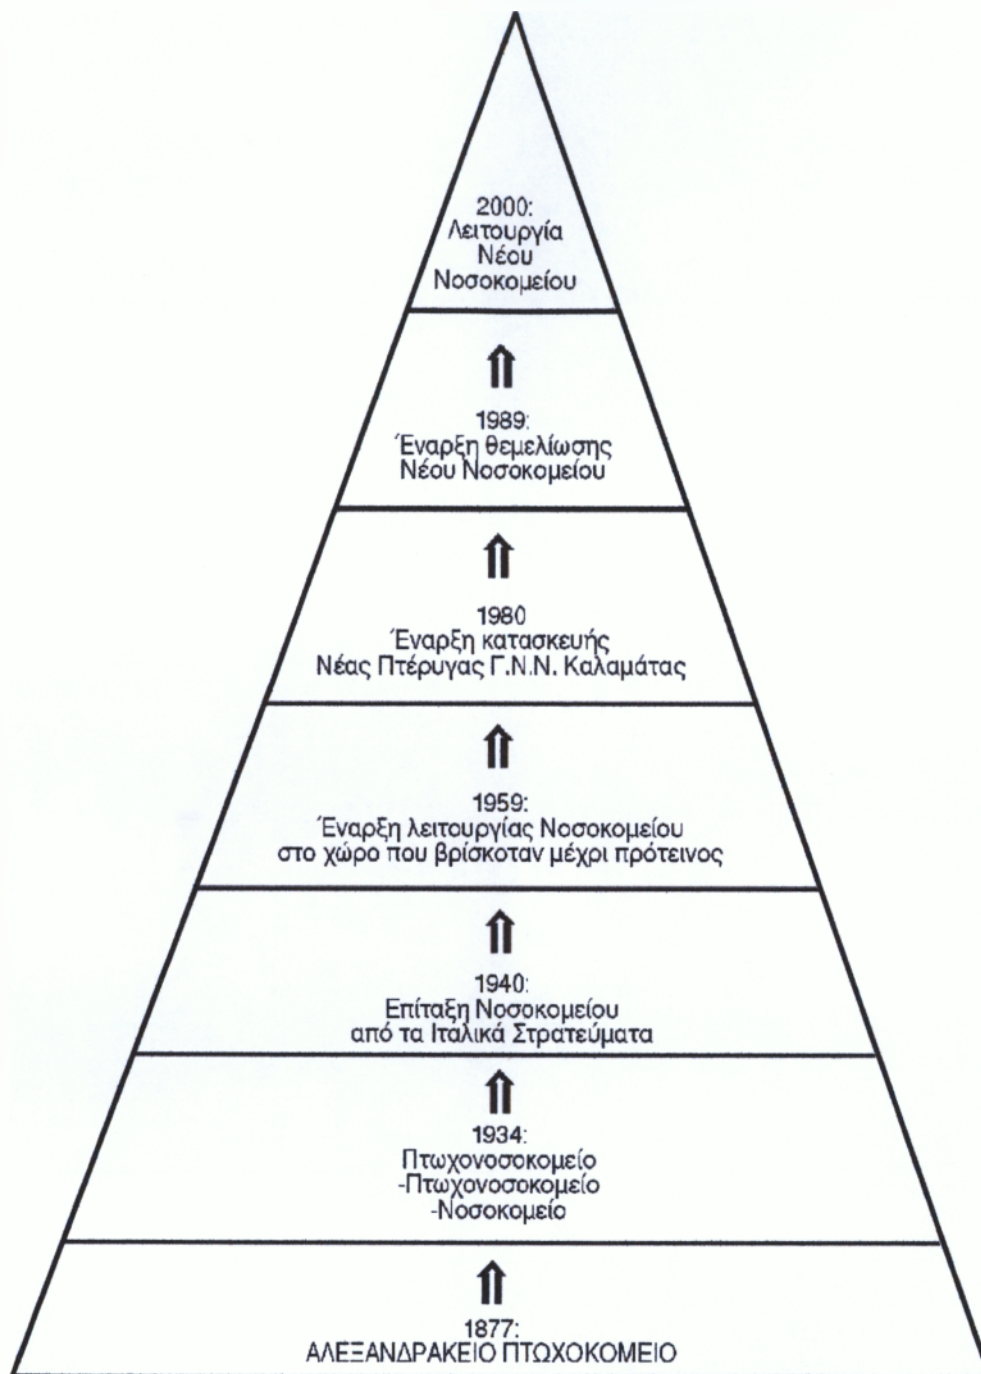 2000:
Λειτουργία
Νέου
Νοσοκομείου
1989:
Έναρξη θεμελίωσης
Νέου Νοσοκομείου
1980
Έναρξη κατασκευής
Νέας Πτέρυγας Γ.Ν.Ν. Καλαμάτας
1959:
Έναρξη λειτουργίας Νοσοκομείου
στο χώρο που βρίσκοταν μέχρι πρότεινος
1940:
Επίταξη Νοσοκομείου
από τα Ιταλικά Στρατεύματα
1934:
Πτωχονοσοκομείο
-Πτωχονοσοκομείο
-Νοσοκομείο
1877:
ΑΛΕΞΑΝΔΡΑΚΕΙΟ ΠΤΩΧΟΚΟΜΕΙΟ